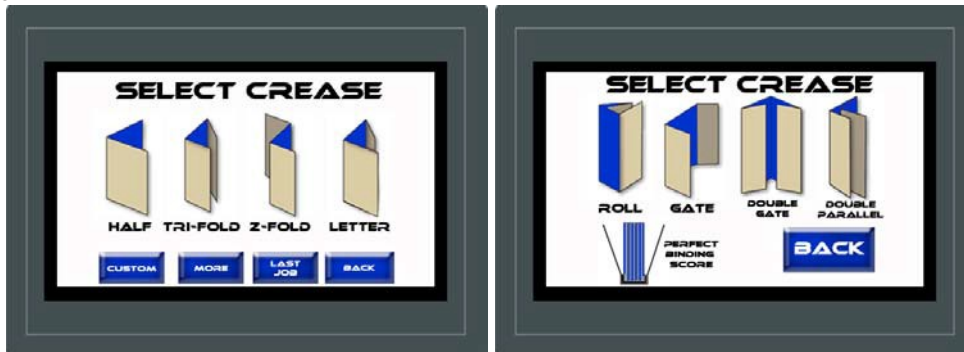 SELECT CREASE
HALF TRI-FOLD Z-FOLD LETTER
CUSTOM MORE LAST JOB BACK
SELECT CREASE
ROLL GATE DOUBLE GATE DOUBLE PARALLEL
PERFECT BINDING SCORE
BACK